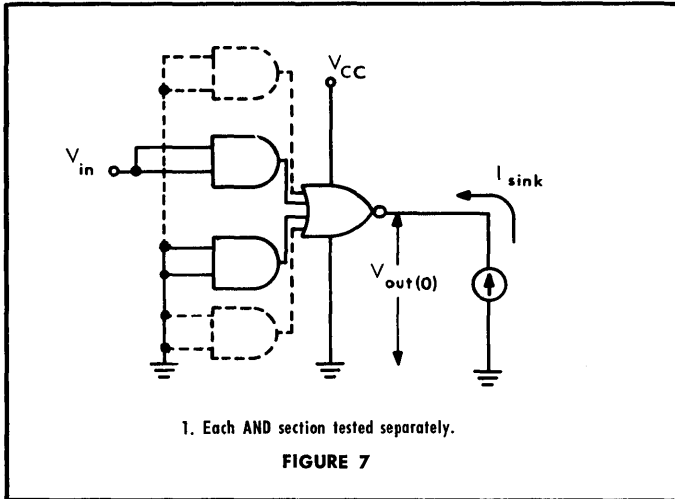 V_CC
V_in
I_sink
V_out(0)
1. Each AND section tested separately.
FIGURE 7